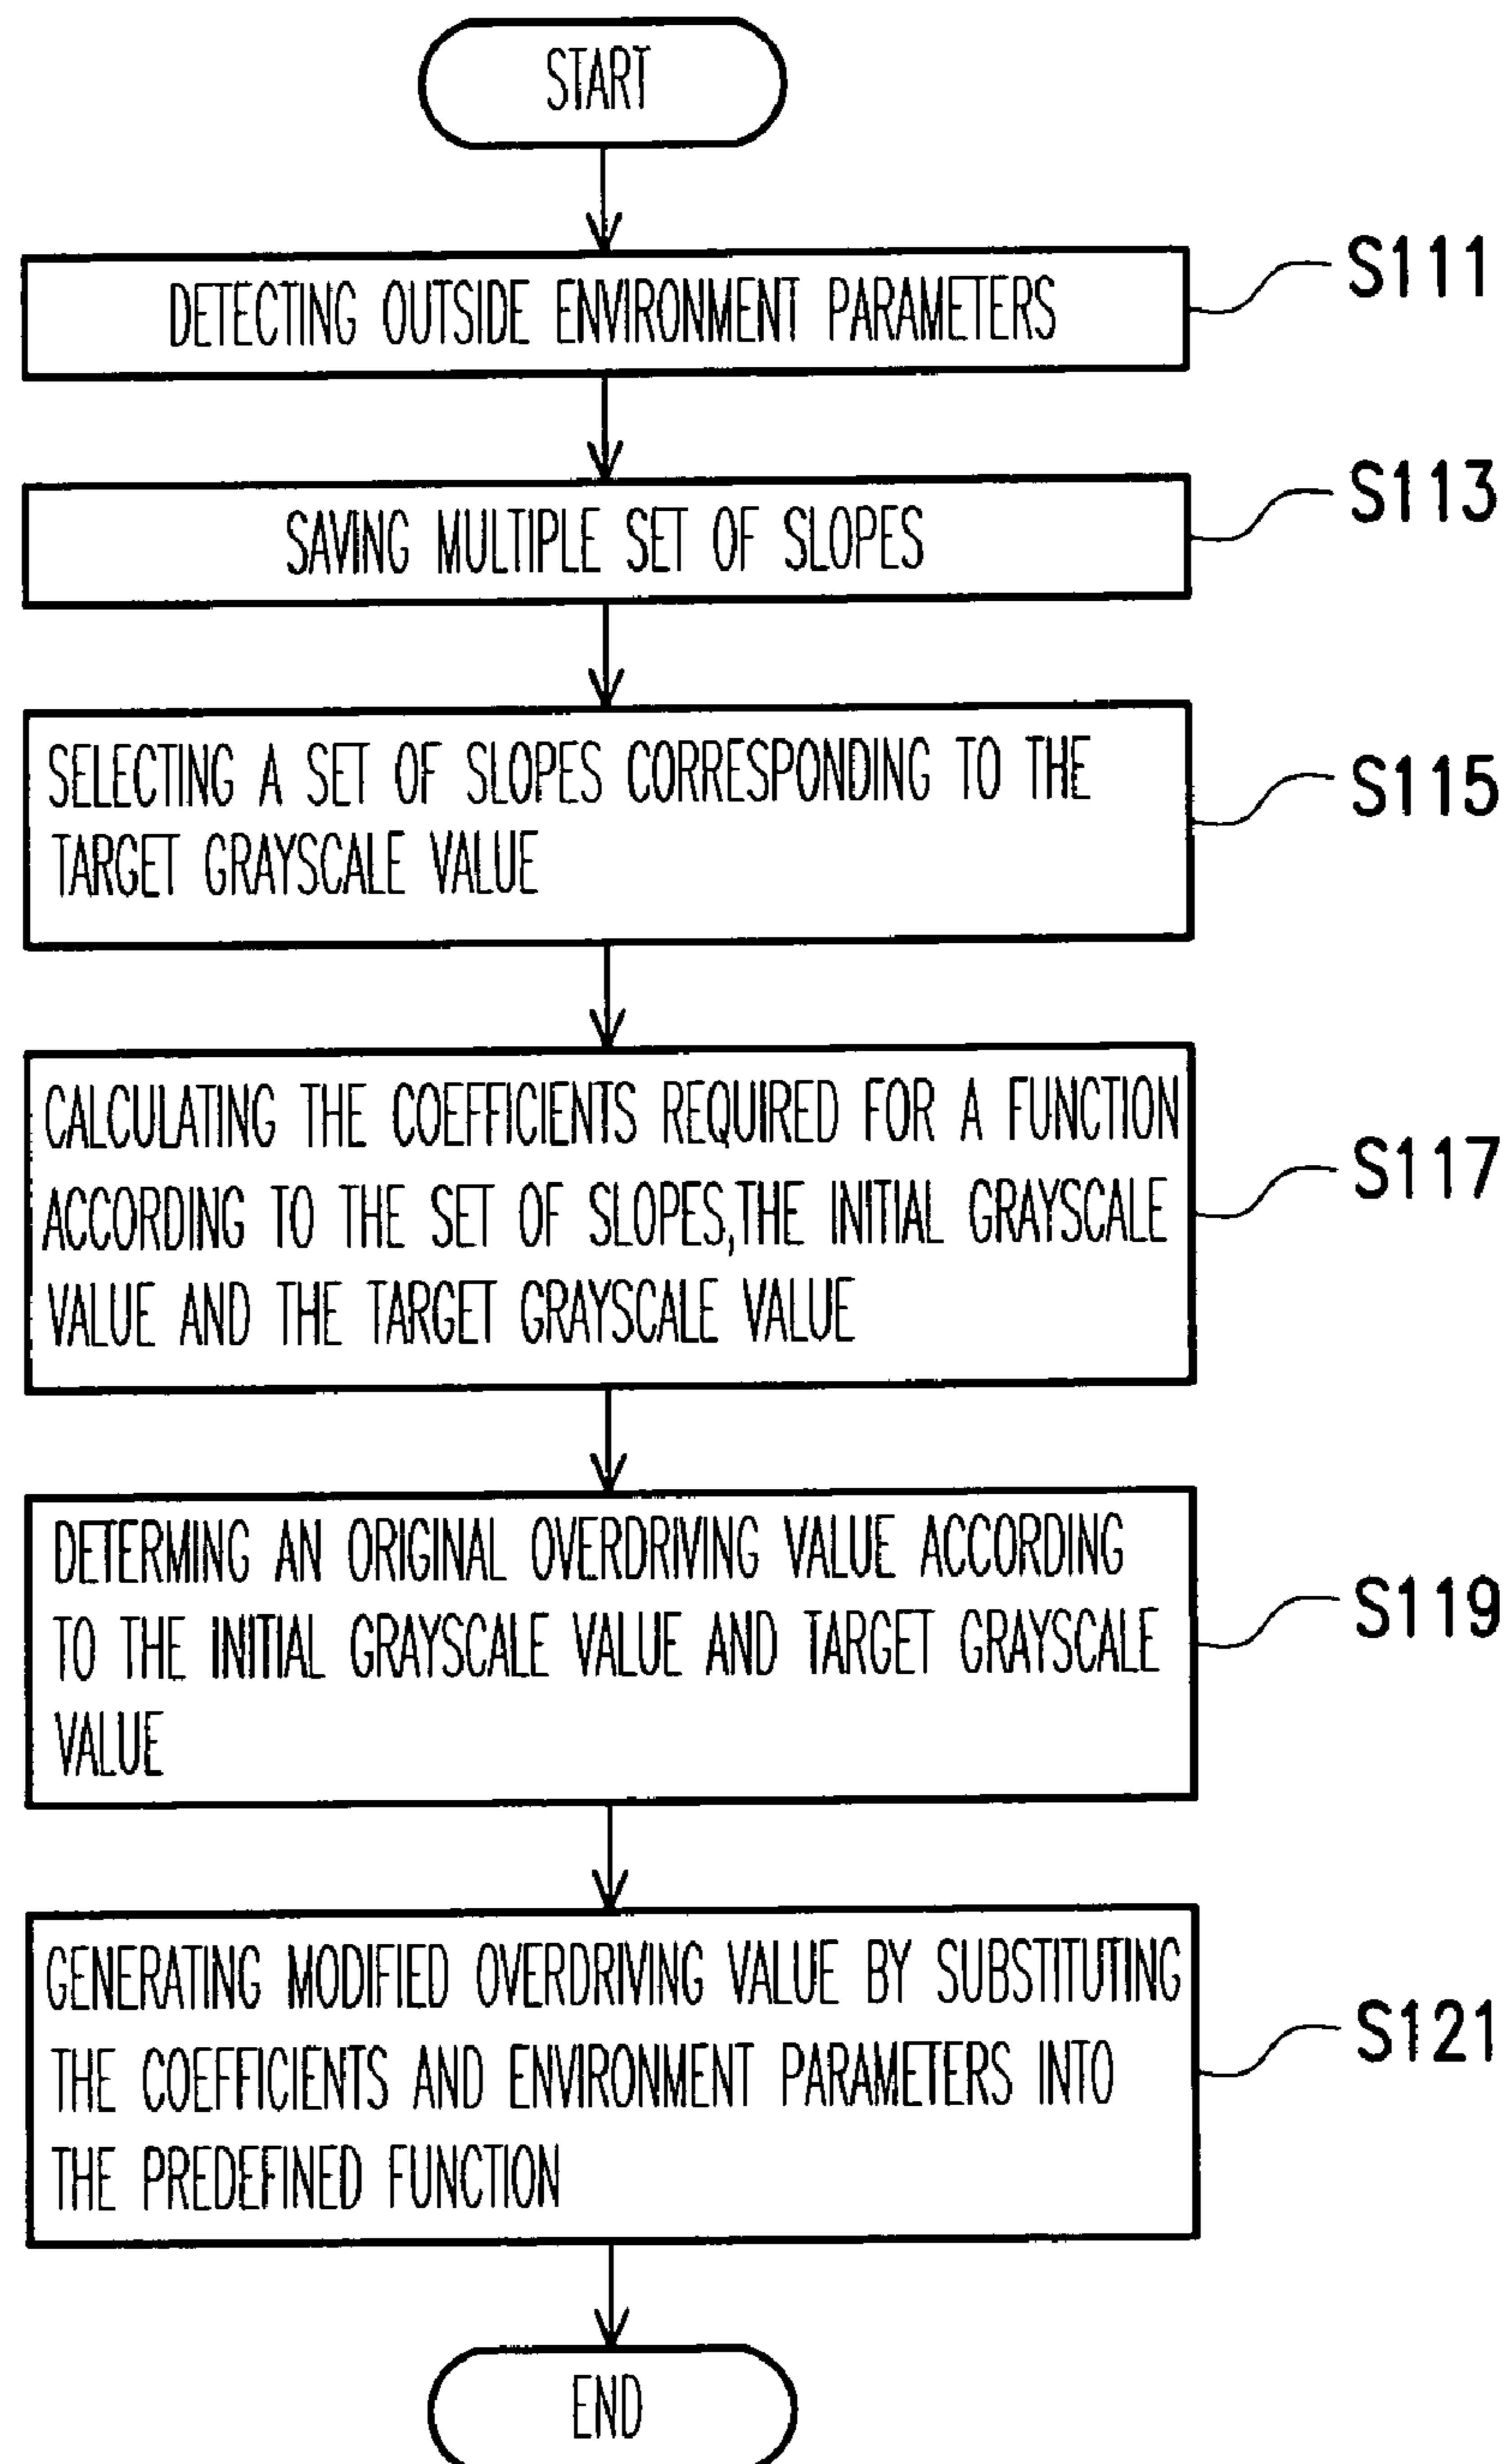 START
DETECTING OUTSIDE ENVIRONMENT PARAMETERS
S111
SAVING MULTIPLE SET OF SLOPES
S113
SELECTING A SET OF SLOPES CORRESPONDING TO THE
TARGET GRAYSCALE VALUE
S115
CALCULATING THE COEFFICIENTS REQUIRED FOR A FUNCTION
ACCORDING TO THE SET OF SLOPES,THE INITIAL GRAYSCALE
VALUE AND THE TARGET GRAYSCALE VALUE
S117
DETERMING AN ORIGINAL OVERDRIVING VALUE ACCORDING
TO THE INITIAL GRAYSCALE VALUE AND TARGET GRAYSCALE
VALUE
S119
GENERATING MODIFIED OVERDRIVING VALUE BY SUBSTITUTING
THE COEFFICIENTS AND ENVIRONMENT PARAMETERS INTO
THE PREDEFINED FUNCTION
S121
END